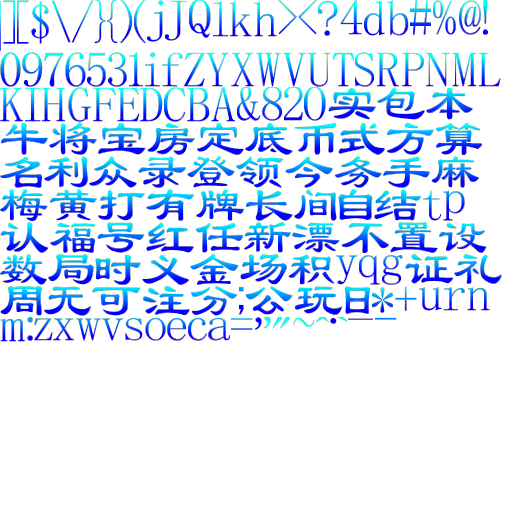 |][$\/}{)(jJQlkh><?4db#%@!
0976531ifZYXWVUTSRPNML
KIHGFEDCBA&82O实包本
牛将宝房定底币式方算
名利众录登领今务手麻
梅黄打有牌长间自结tp
认福号红任新漂不置设
数局时义金场积yqg证礼
周无可注分;公玩日*+urn
m:zxwvsoeca=,'"~^`.-_